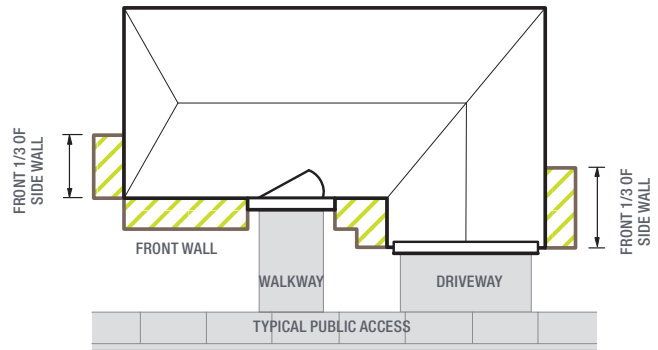 FRONT 1/3 OF
SIDE WALL
FRONT 1/3 OF
SIDE WALL
FRONT WALL
WALKWAY
DRIVEWAY
TYPICAL PUBLIC ACCESS